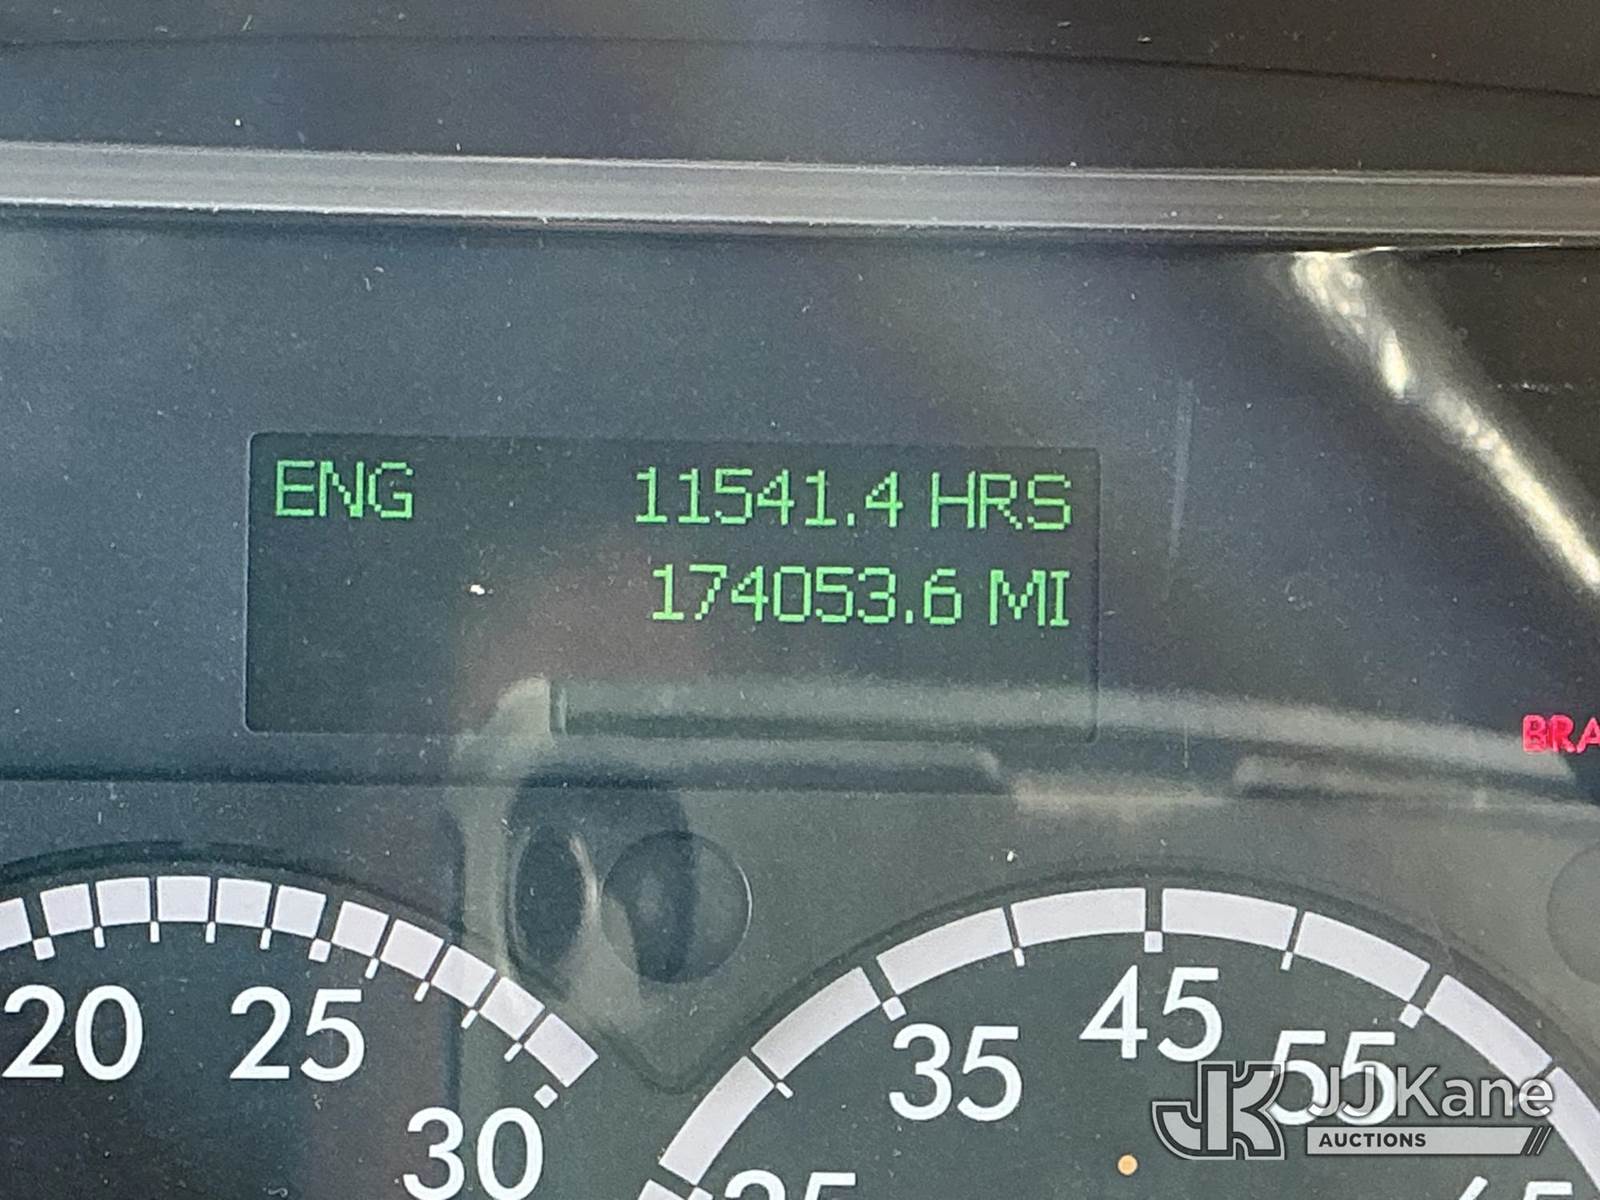 ENG 11541.4 HRS
174053.6 MI
BRA
20 25 30
35 45 55
JJKane
AUCTIONS